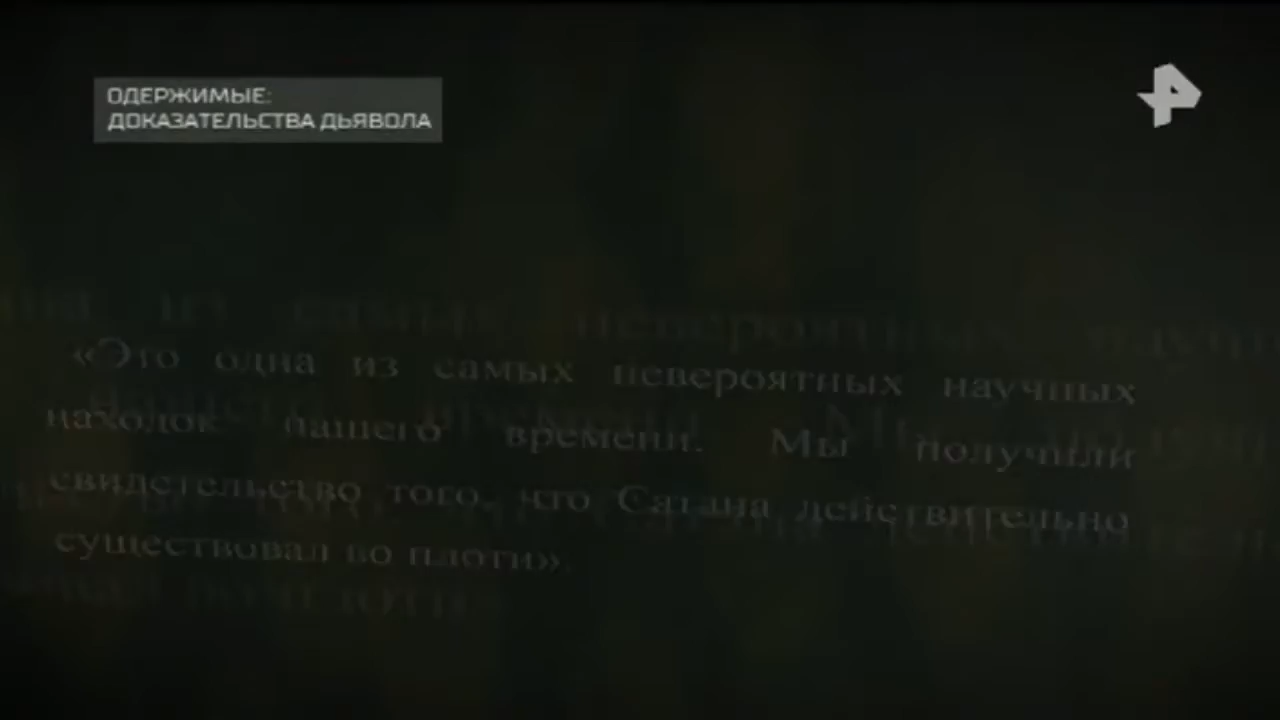 ОДЕРЖИМЫЕ:
ДОКАЗАТЕЛЬСТВА ДЬЯВОЛА
«Это одна из самых невероятных научных
находок нашего времени. Мы получили
свидетельство того, что Сатана действительно
существовал во плоти».